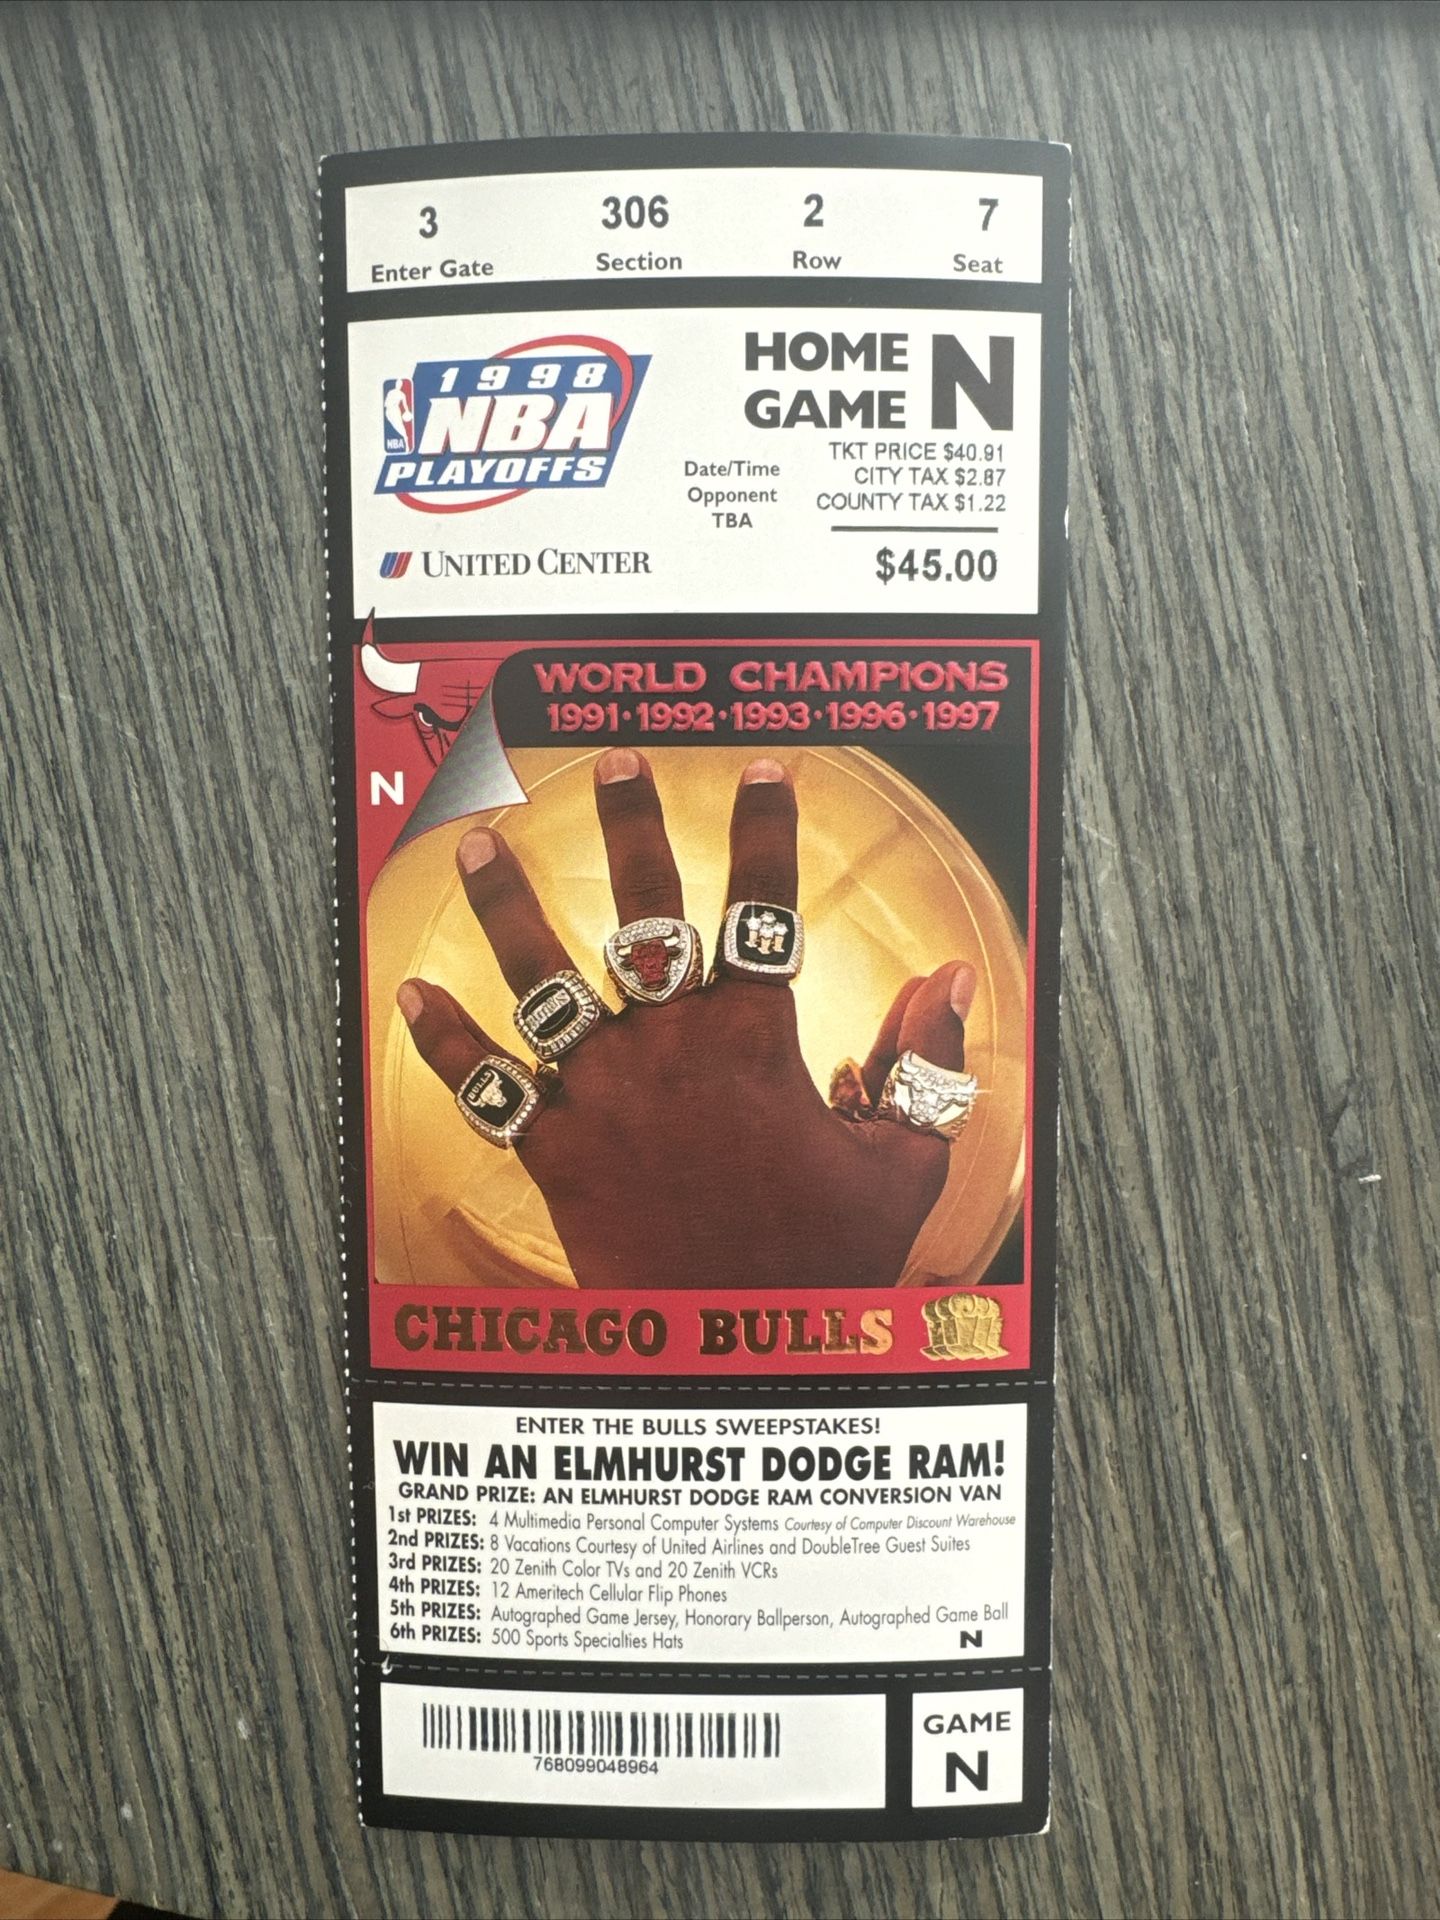 3 306 2 7
Enter Gate Section Row Seat
1998
NBA
NBA
PLAYOFFS
UNITED CENTER
HOME
GAME N
Date/Time
Opponent
TBA
TKT PRICE $40.91
CITY TAX $2.87
COUNTY TAX $1.22
$45.00
WORLD CHAMPIONS
1991·1992·1993·1996·1997
N
BULLS
CHICAGO BULLS
ENTER THE BULLS SWEEPSTAKES!
WIN AN ELMHURST DODGE RAM!
GRAND PRIZE: AN ELMHURST DODGE RAM CONVERSION VAN
1st PRIZES: 4 Multimedia Personal Computer Systems Courtesy of Computer Discount Warehouse
2nd PRIZES: 8 Vacations Courtesy of United Airlines and DoubleTree Guest Suites
3rd PRIZES: 20 Zenith Color TVs and 20 Zenith VCRs
4th PRIZES: 12 Ameritech Cellular Flip Phones
5th PRIZES: Autographed Game Jersey, Honorary Ballperson, Autographed Game Ball
6th PRIZES: 500 Sports Specialties Hats N
768099048964
GAME
N